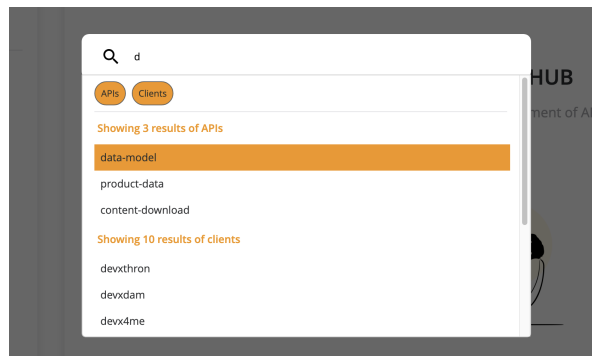 d
HUB
APIs Clients
ment of AP
Showing 3 results of APIs
data-model
product-data
content-download
Showing 10 results of clients
devxthron
devxdam
devx4me